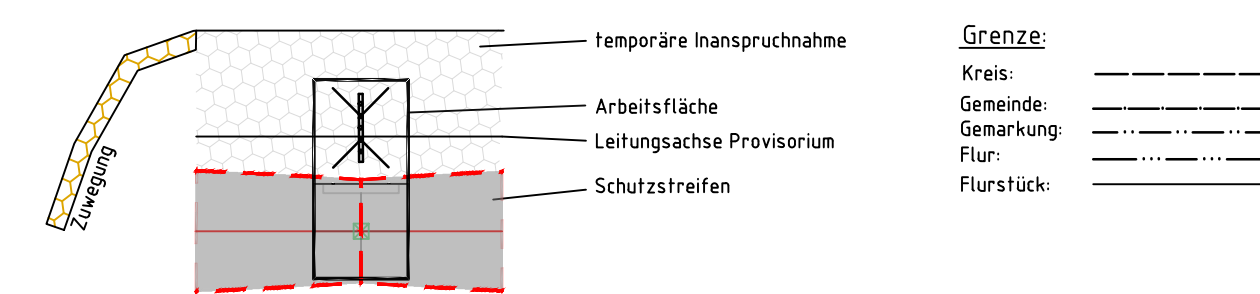 temporäre Inanspruchnahme
Arbeitsfläche
Leitungsachse Provisorium
Schutzstreifen
Zuwegung
Grenze:
Kreis:
Gemeinde:
Gemarkung:
Flur:
Flurstück: